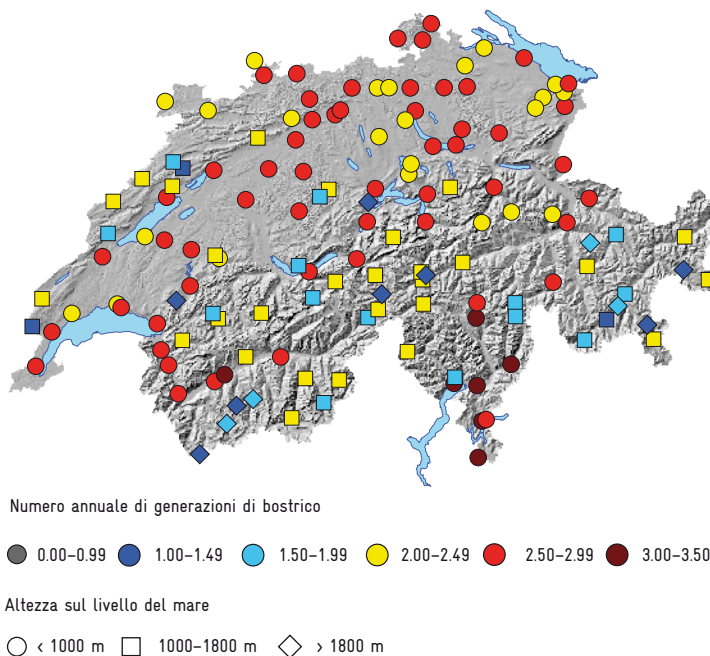 Numero annuale di generazioni di bostrico
0.00–0.99 1.00–1.49 1.50–1.99 2.00–2.49 2.50–2.99 3.00–3.50
Altezza sul livello del mare
< 1000 m 1000–1800 m > 1800 m